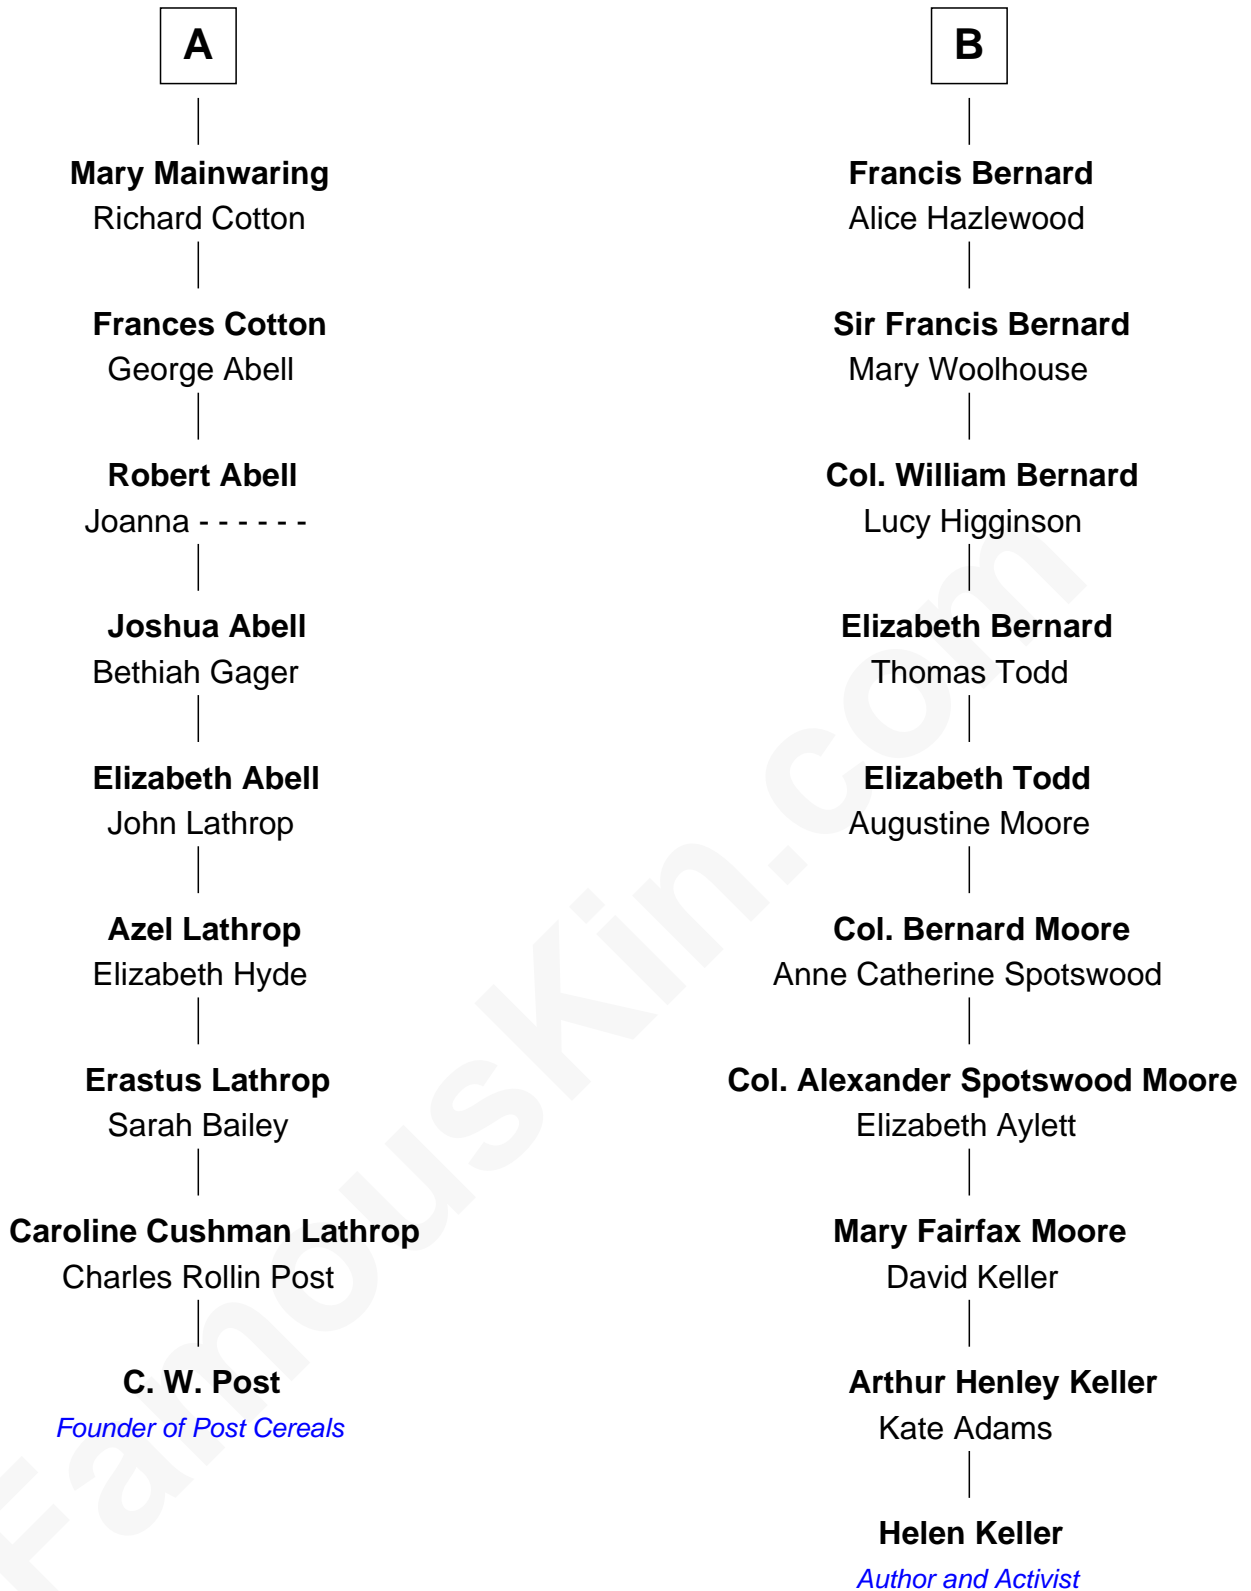 A
Mary Mainwaring
Richard Cotton
Frances Cotton
George Abell
Robert Abell
Joanna - - - - - -
Joshua Abell
Bethiah Gager
Elizabeth Abell
John Lathrop
Azel Lathrop
Elizabeth Hyde
Erastus Lathrop
Sarah Bailey
Caroline Cushman Lathrop
Charles Rollin Post
C. W. Post
Founder of Post Cereals
B
Francis Bernard
Alice Hazlewood
Sir Francis Bernard
Mary Woolhouse
Col. William Bernard
Lucy Higginson
Elizabeth Bernard
Thomas Todd
Elizabeth Todd
Augustine Moore
Col. Bernard Moore
Anne Catherine Spotswood
Col. Alexander Spotswood Moore
Elizabeth Aylett
Mary Fairfax Moore
David Keller
Arthur Henley Keller
Kate Adams
Helen Keller
Author and Activist
FamousKin.com